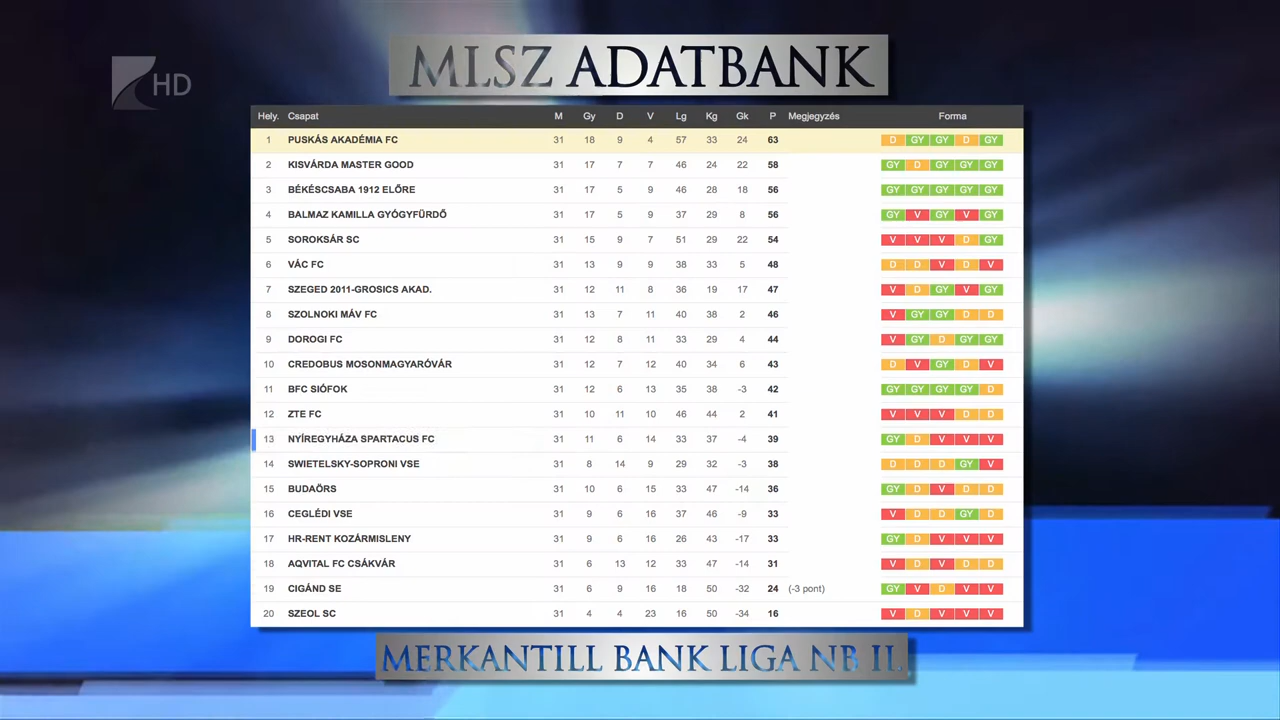 MLSZ ADATBANK
HD
Hely. Csapat M Gy D V Lg Kg Gk P Megjegyzés Forma
1 PUSKÁS AKADÉMIA FC 31 18 9 4 57 33 24 63 D GY GY D GY
2 KISVÁRDA MASTER GOOD 31 17 7 7 46 24 22 58 GY D GY GY GY
3 BÉKÉSCSABA 1912 ELŐRE 31 17 5 9 46 28 18 56 GY GY GY GY GY
4 BALMAZ KAMILLA GYÓGYFÜRDŐ 31 17 5 9 37 29 8 56 GY V GY V GY
5 SOROKSÁR SC 31 15 9 7 51 29 22 54 V V V D GY
6 VÁC FC 31 13 9 9 38 33 5 48 D D V D V
7 SZEGED 2011-GROSICS AKAD. 31 12 11 8 36 19 17 47 V D GY V GY
8 SZOLNOKI MÁV FC 31 13 7 11 40 38 2 46 V GY GY D D
9 DOROGI FC 31 12 8 11 33 29 4 44 V GY D GY GY
10 CREDOBUS MOSONMAGYARÓVÁR 31 12 7 12 40 34 6 43 D V GY D V
11 BFC SIÓFOK 31 12 6 13 35 38 -3 42 GY GY GY GY D
12 ZTE FC 31 10 11 10 46 44 2 41 V V V D D
13 NYÍREGYHÁZA SPARTACUS FC 31 11 6 14 33 37 -4 39 GY D V V V
14 SWIETELSKY-SOPRONI VSE 31 8 14 9 29 32 -3 38 D D D GY V
15 BUDAÖRS 31 10 6 15 33 47 -14 36 GY D V D D
16 CEGLÉDI VSE 31 9 6 16 37 46 -9 33 V D D GY D
17 HR-RENT KOZÁRMISLENY 31 9 6 16 26 43 -17 33 GY D V V V
18 AQVITAL FC CSÁKVÁR 31 6 13 12 33 47 -14 31 V D V D D
19 CIGÁND SE 31 6 9 16 18 50 -32 24 (-3 pont) GY V D V V
20 SZEOL SC 31 4 4 23 16 50 -34 16 V D V V V
MERKANTILL BANK LIGA NB II.